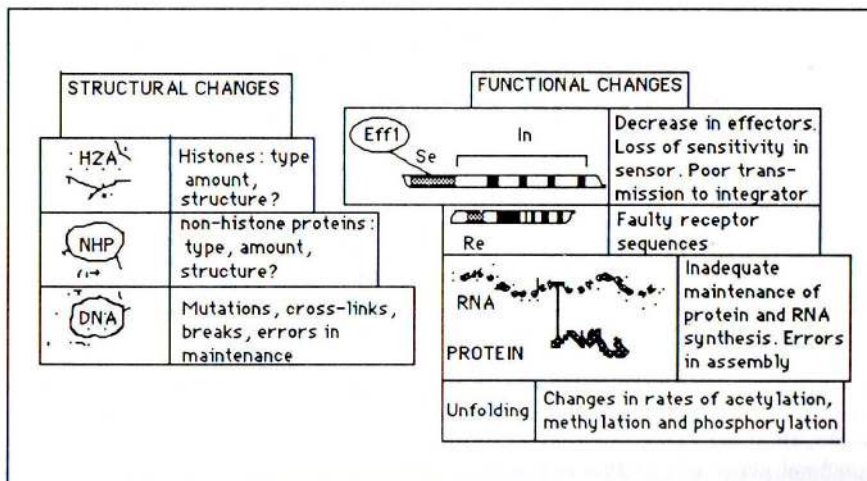 STRUCTURAL CHANGES
H2A
Histones: type
amount,
structure?
NHP
non-histone proteins:
type, amount,
structure?
DNA
Mutations, cross-links,
breaks, errors in
maintenance
FUNCTIONAL CHANGES
Eff1
Se
In
Decrease in effectors.
Loss of sensitivity in
sensor. Poor trans-
mission to integrator
Re
Faulty receptor
sequences
RNA
PROTEIN
Inadequate
maintenance of
protein and RNA
synthesis. Errors
in assembly
Unfolding
Changes in rates of acetylation,
methylation and phosphorylation